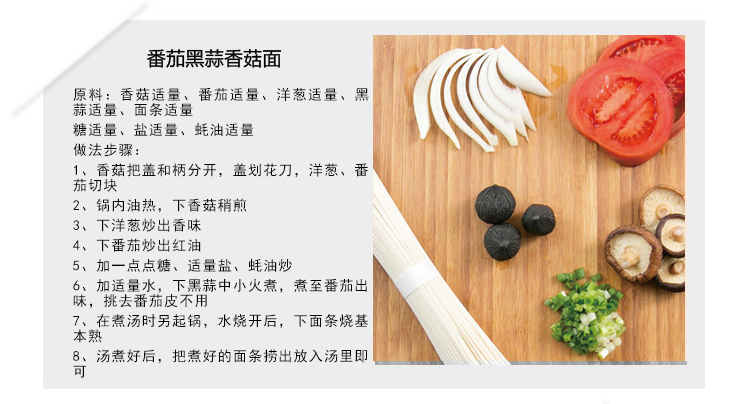 番茄黑蒜香菇面
原料：香菇适量、番茄适量、洋葱适量、黑
蒜适量、面条适量
糖适量、盐适量、蚝油适量
做法步骤：
1、香菇把盖和柄分开，盖划花刀，洋葱、番
茄切块
2、锅内油热，下香菇稍煎
3、下洋葱炒出香味
4、下番茄炒出红油
5、加一点点糖、适量盐、蚝油炒
6、加适量水，下黑蒜中小火煮，煮至番茄出
味，挑去番茄皮不用
7、在煮汤时另起锅，水烧开后，下面条烧基
本熟
8、汤煮好后，把煮好的面条捞出放入汤里即
可